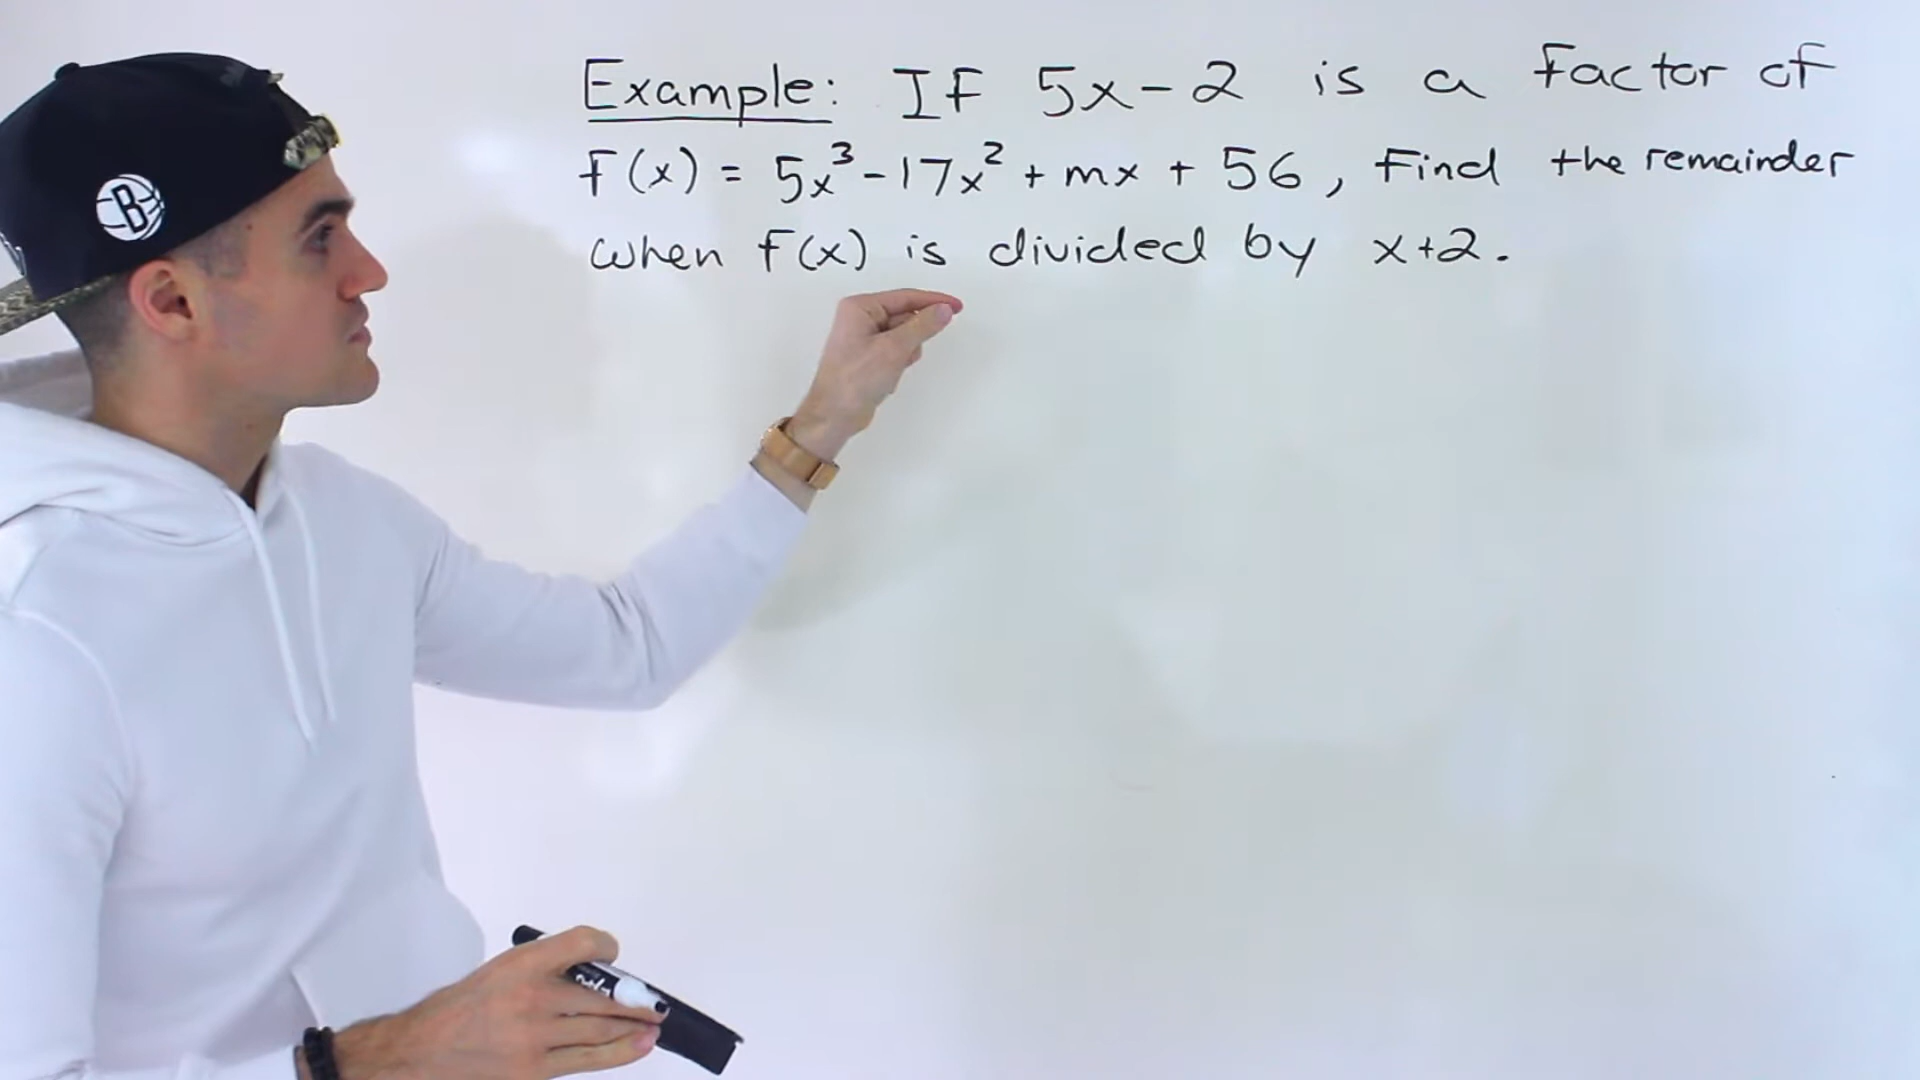 Example: If 5x-2 is a factor of
f(x) = 5x³-17x² + mx + 56, find the remainder
when f(x) is divided by x+2.
B